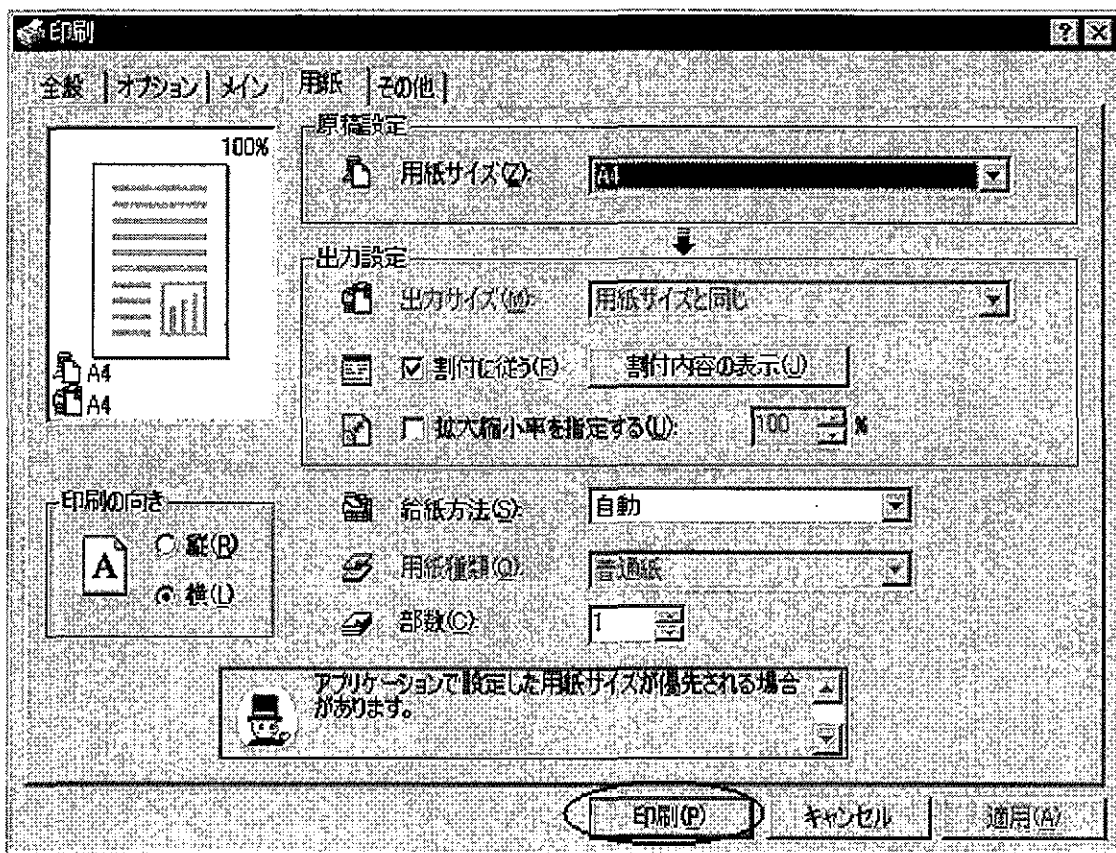 印刷
全般 オプション メイン 用紙 その他
100%
A4
A4
原稿設定
用紙サイズ(Z):
出力設定
出力サイズ(M): 用紙サイズと同じ
割付に従う(F) 割付内容の表示(J)
拡大縮小率を指定する(U): 100 %
印刷の向き
A
縦(R)
横(L)
給紙方法(S): 自動
用紙種類(Q): 普通紙
部数(C): 1
アプリケーションで設定した用紙サイズが優先される場合
があります。
印刷(P) キャンセル 適用(A)